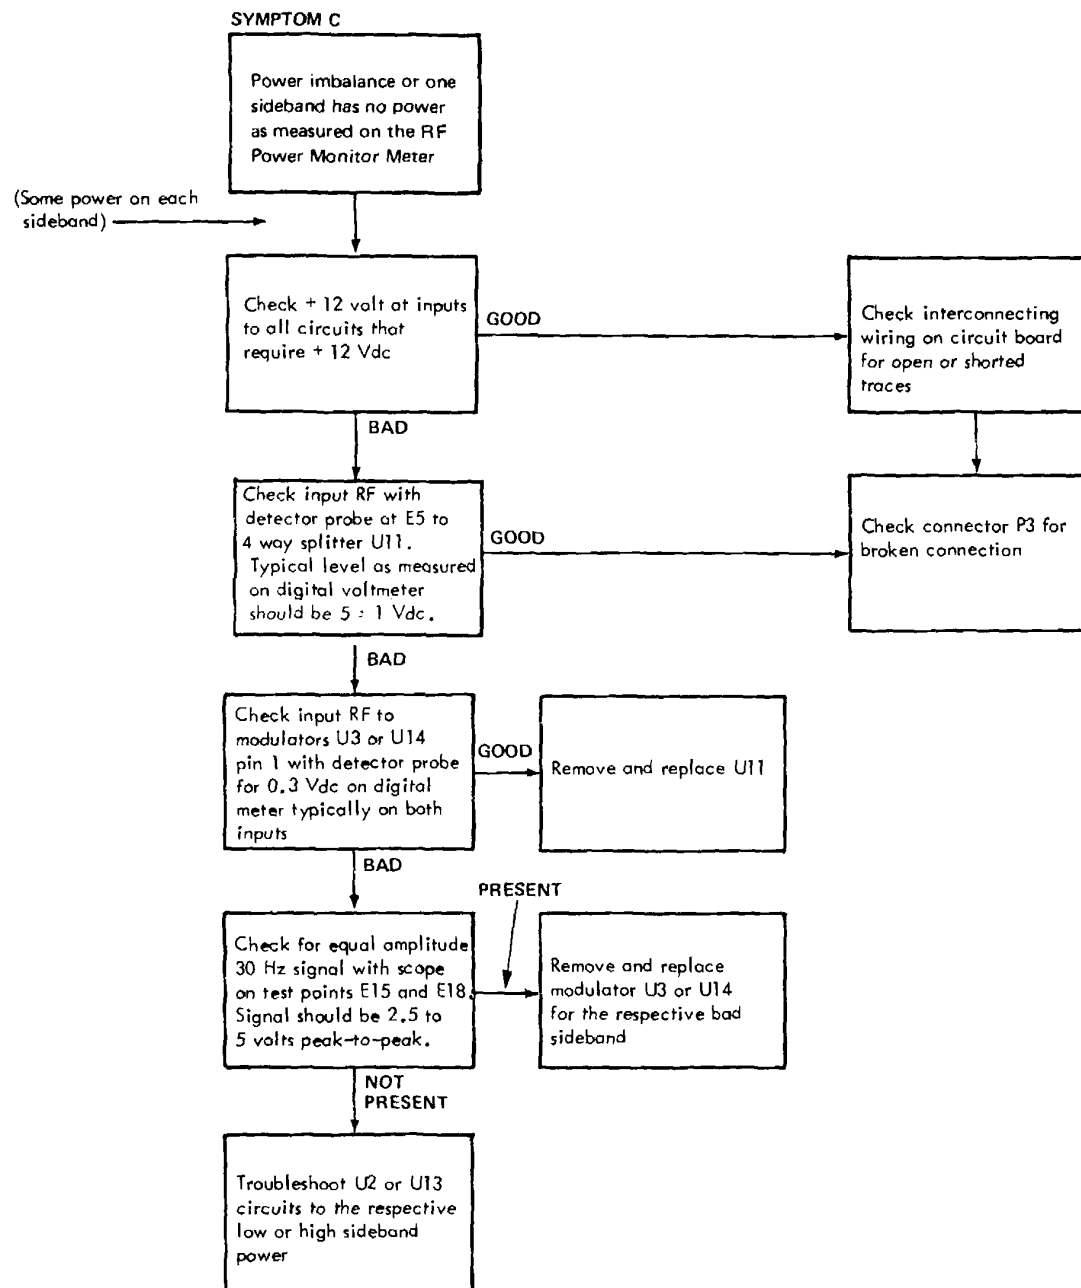 SYMPTOM C
Power imbalance or one
sideband has no power
as measured on the RF
Power Monitor Meter
(Some power on each
sideband)
Check + 12 volt at inputs
to all circuits that
require + 12 Vdc
GOOD
Check interconnecting
wiring on circuit board
for open or shorted
traces
BAD
Check input RF with
detector probe at E5 to
4 way splitter U11.
Typical level as measured
on digital voltmeter
should be 5 : 1 Vdc.
GOOD
Check connector P3 for
broken connection
BAD
Check input RF to
modulators U3 or U14
pin 1 with detector probe
for 0.3 Vdc on digital
meter typically on both
inputs
GOOD
Remove and replace U11
BAD
PRESENT
Check for equal amplitude
30 Hz signal with scope
on test points E15 and E18.
Signal should be 2.5 to
5 volts peak-to-peak.
Remove and replace
modulator U3 or U14
for the respective bad
sideband
NOT
PRESENT
Troubleshoot U2 or U13
circuits to the respective
low or high sideband
power